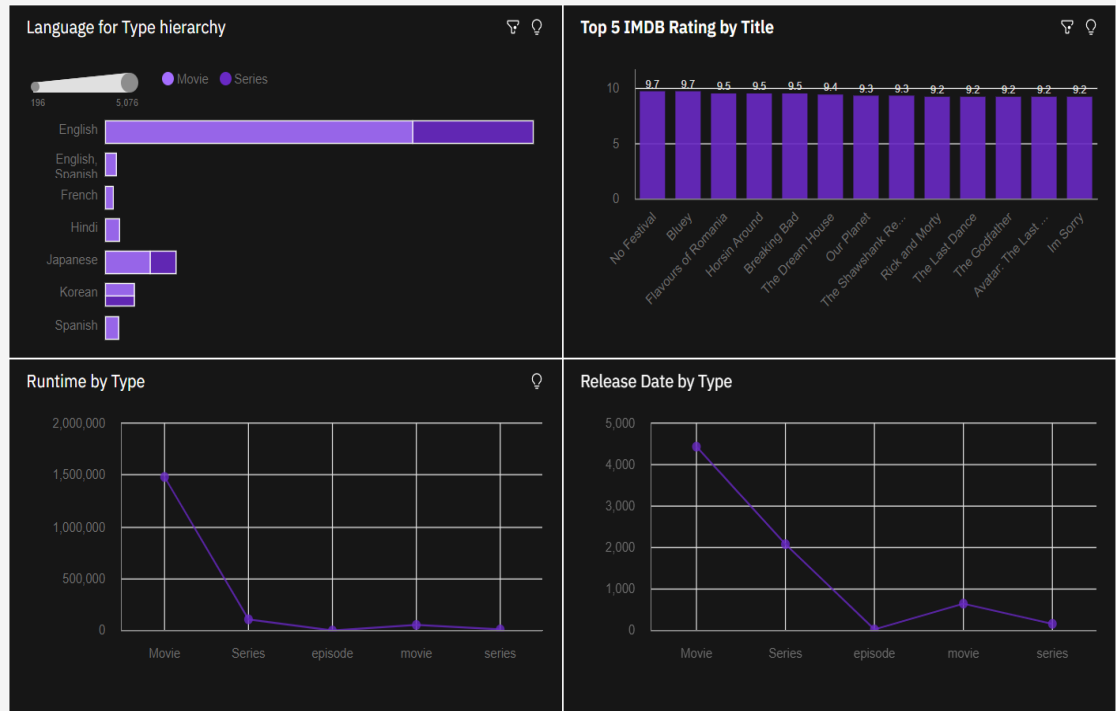 Language for Type hierarchy
196
5,076
Movie
Series
English
English,
Spanish
French
Hindi
Japanese
Korean
Spanish
Top 5 IMDB Rating by Title
10
5
0
9.7
9.7
9.5
9.5
9.5
9.4
9.3
9.3
9.2
9.2
9.2
9.2
9.2
No Festival
Bluey
Flavours of Romania
Horsin Around
Breaking Bad
The Dream House
Our Planet
The Shawshank Re...
Rick and Morty
The Last Dance
The Godfather
Avatar: The Last ...
Im Sorry
Runtime by Type
2,000,000
1,500,000
1,000,000
500,000
0
Movie
Series
episode
movie
series
Release Date by Type
5,000
4,000
3,000
2,000
1,000
0
Movie
Series
episode
movie
series